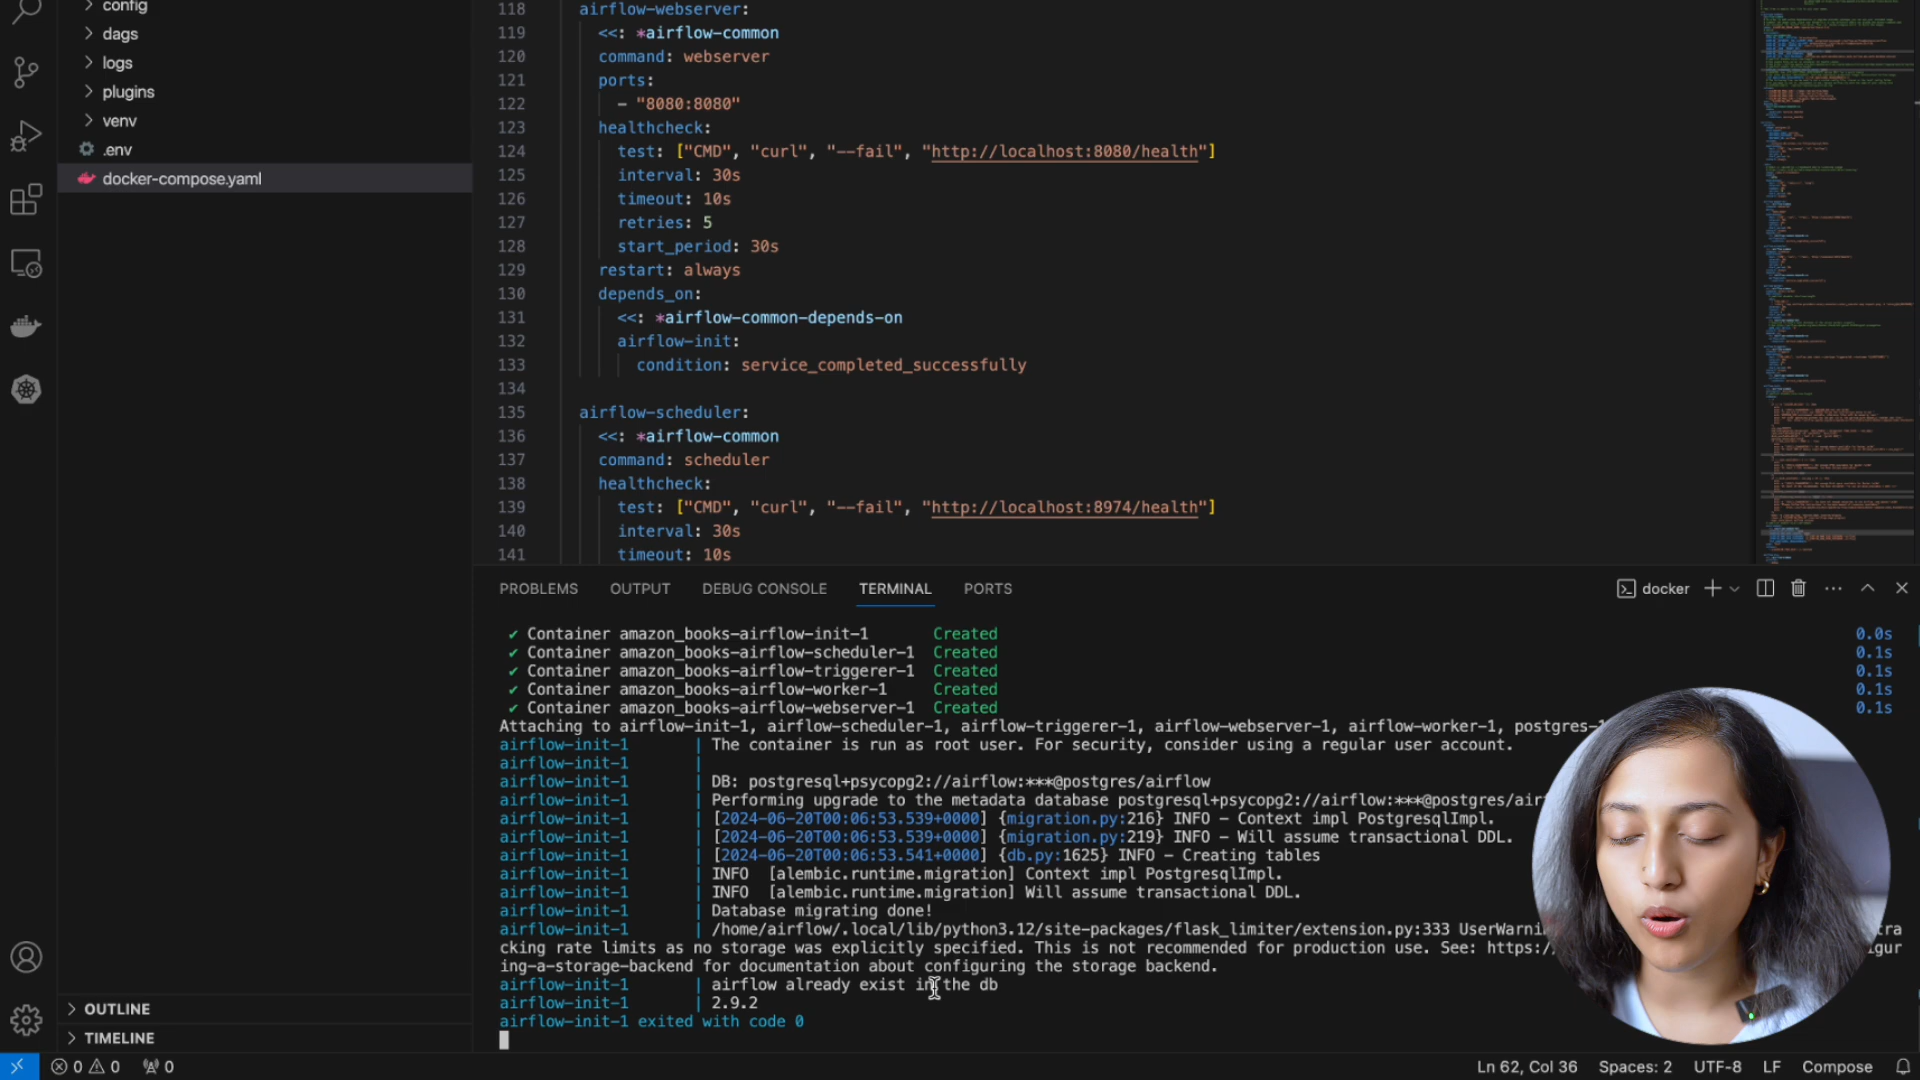 config
dags
logs
plugins
venv
.env
docker-compose.yaml
OUTLINE
TIMELINE
118 airflow-webserver:
119 <<: *airflow-common
120 command: webserver
121 ports:
122 - "8080:8080"
123 healthcheck:
124 test: ["CMD", "curl", "--fail", "http://localhost:8080/health"]
125 interval: 30s
126 timeout: 10s
127 retries: 5
128 start_period: 30s
129 restart: always
130 depends_on:
131 <<: *airflow-common-depends-on
132 airflow-init:
133 condition: service_completed_successfully
134
135 airflow-scheduler:
136 <<: *airflow-common
137 command: scheduler
138 healthcheck:
139 test: ["CMD", "curl", "--fail", "http://localhost:8974/health"]
140 interval: 30s
141 timeout: 10s
PROBLEMS OUTPUT DEBUG CONSOLE TERMINAL PORTS docker
✔ Container amazon_books-airflow-init-1 Created 0.0s
✔ Container amazon_books-airflow-scheduler-1 Created 0.1s
✔ Container amazon_books-airflow-triggerer-1 Created 0.1s
✔ Container amazon_books-airflow-worker-1 Created 0.1s
✔ Container amazon_books-airflow-webserver-1 Created 0.1s
Attaching to airflow-init-1, airflow-scheduler-1, airflow-triggerer-1, airflow-webserver-1, airflow-worker-1, postgres-1
airflow-init-1 | The container is run as root user. For security, consider using a regular user account.
airflow-init-1 |
airflow-init-1 | DB: postgresql+psycopg2://airflow:***@postgres/airflow
airflow-init-1 | Performing upgrade to the metadata database postgresql+psycopg2://airflow:***@postgres/air
airflow-init-1 | [2024-06-20T00:06:53.539+0000] {migration.py:216} INFO - Context impl PostgresqlImpl.
airflow-init-1 | [2024-06-20T00:06:53.539+0000] {migration.py:219} INFO - Will assume transactional DDL.
airflow-init-1 | [2024-06-20T00:06:53.541+0000] {db.py:1625} INFO - Creating tables
airflow-init-1 | INFO [alembic.runtime.migration] Context impl PostgresqlImpl.
airflow-init-1 | INFO [alembic.runtime.migration] Will assume transactional DDL.
airflow-init-1 | Database migrating done!
airflow-init-1 | /home/airflow/.local/lib/python3.12/site-packages/flask_limiter/extension.py:333 UserWarni tra
cking rate limits as no storage was explicitly specified. This is not recommended for production use. See: https:/ igur
ing-a-storage-backend for documentation about configuring the storage backend.
airflow-init-1 | airflow already exist in the db
airflow-init-1 | 2.9.2
airflow-init-1 exited with code 0
0 0 0 Ln 62, Col 36 Spaces: 2 UTF-8 LF Compose